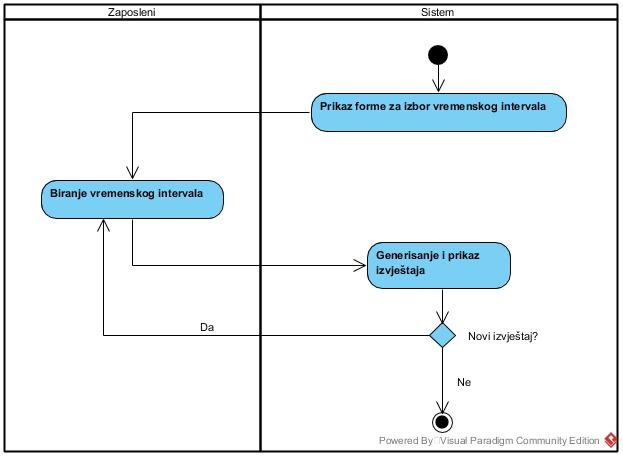 Zaposleni
Sistem
Prikaz forme za izbor vremenskog intervala
Biranje vremenskog intervala
Generisanje i prikaz
izvještaja
Da
Novi izvještaj?
Ne
Powered By Visual Paradigm Community Edition